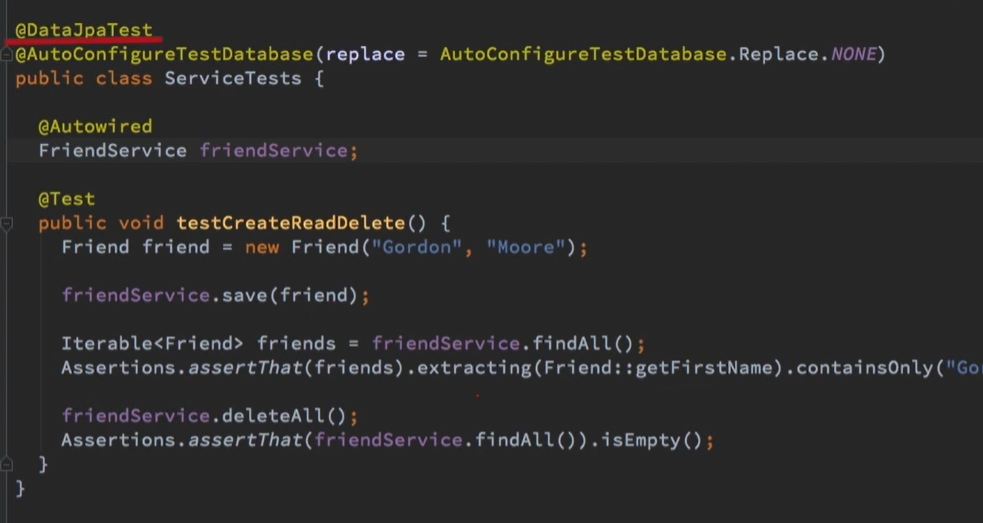 @DataJpaTest
@AutoConfigureTestDatabase(replace = AutoConfigureTestDatabase.Replace.NONE)
public class ServiceTests {
@Autowired
FriendService friendService;
@Test
public void testCreateReadDelete() {
Friend friend = new Friend("Gordon", "Moore");
friendService.save(friend);
Iterable<Friend> friends = friendService.findAll();
Assertions.assertThat(friends).extracting(Friend::getFirstName).containsOnly("Go
friendService.deleteAll();
Assertions.assertThat(friendService.findAll()).isEmpty();
}
}